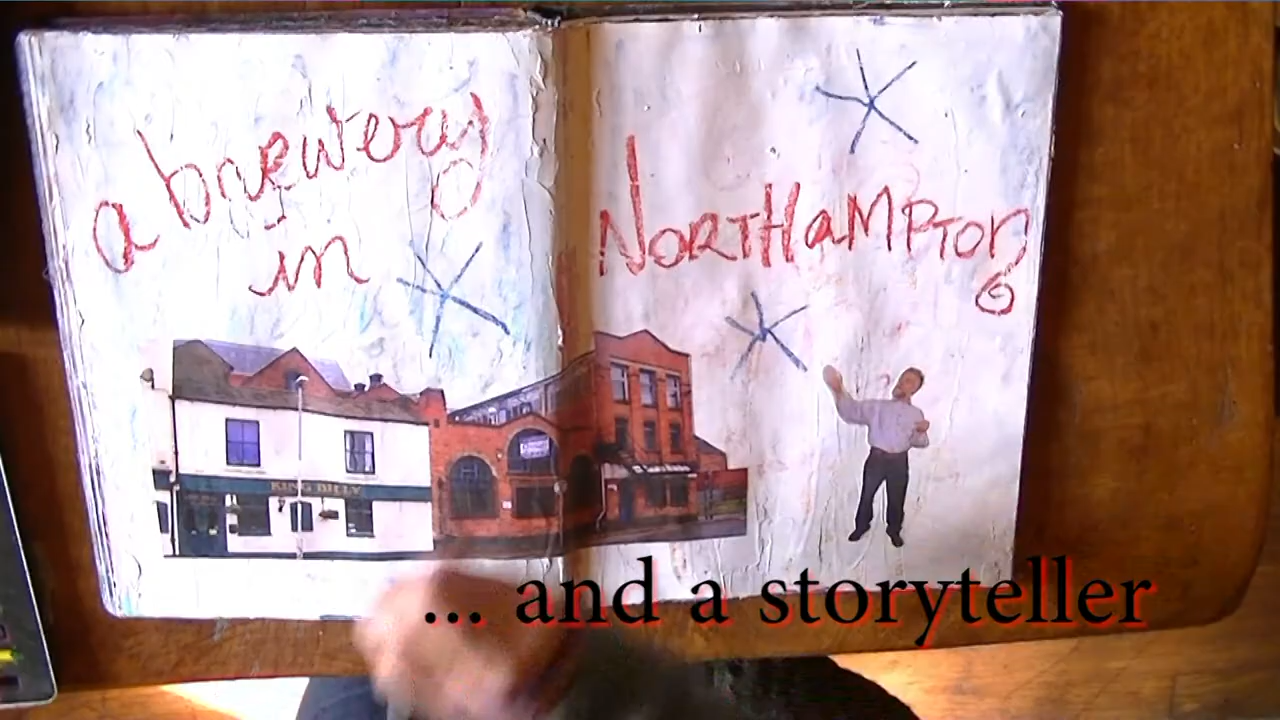 a brewery
in
NORTHaMPTon
KING BILLY
... and a storyteller